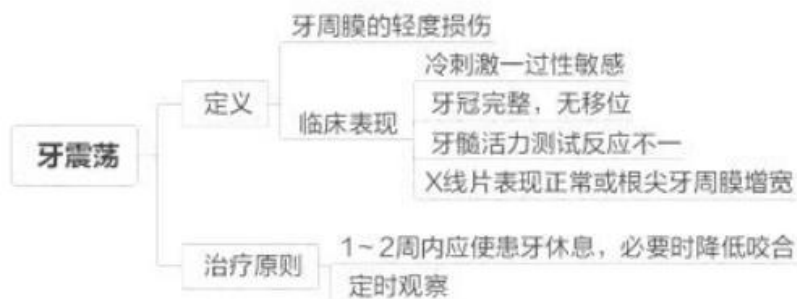 牙周膜的轻度损伤
冷刺激一过性敏感
定义
牙冠完整，无移位
临床表现
牙髓活力测试反应不一
牙震荡
X线片表现正常或根尖牙周膜增宽
1~2周内应使患牙休息，必要时降低咬合
治疗原则
定时观察